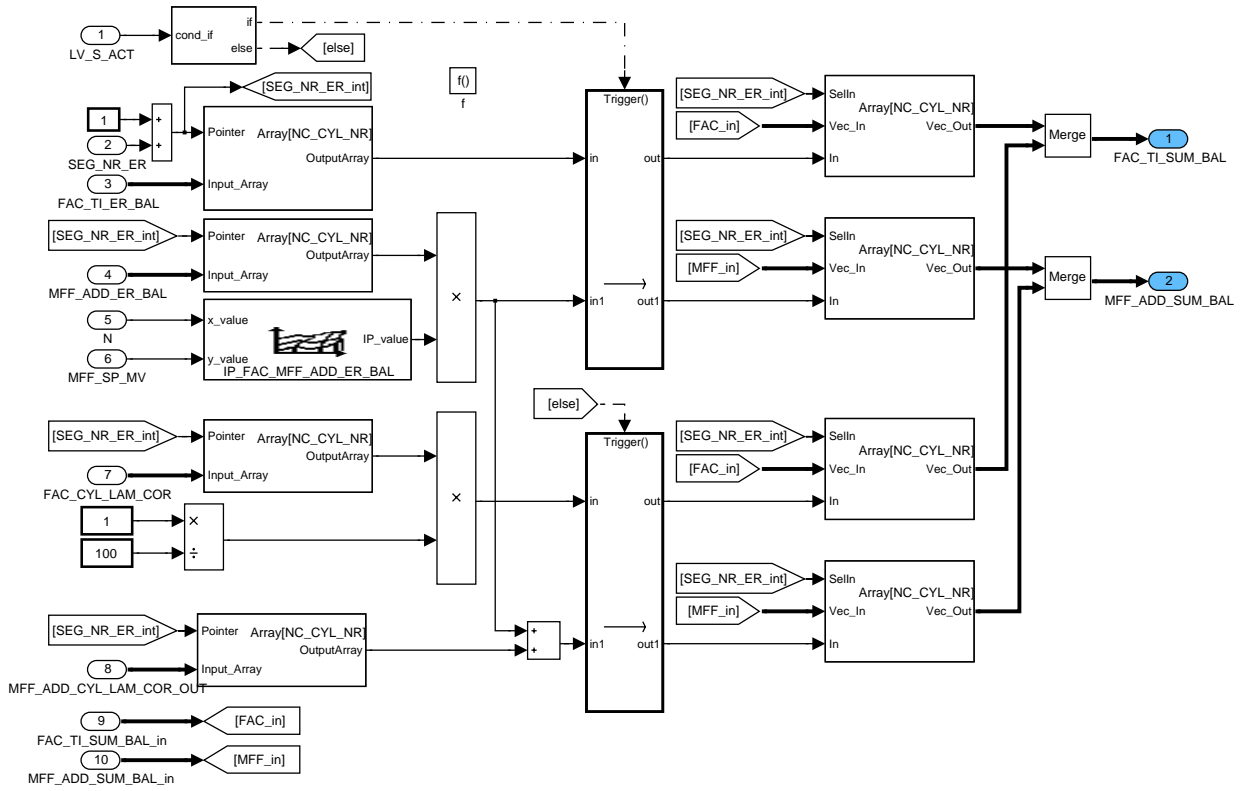 1
LV_S_ACT
cond_if
if
else
[else]
[SEG_NR_ER_int]
f()
f
1
+
+
2
SEG_NR_ER
3
FAC_TI_ER_BAL
Pointer
Array[NC_CYL_NR]
OutputArray
Input_Array
[SEG_NR_ER_int]
4
MFF_ADD_ER_BAL
Pointer
Array[NC_CYL_NR]
OutputArray
Input_Array
5
N
6
MFF_SP_MV
x_value
IP_value
y_value
IP_FAC_MFF_ADD_ER_BAL
×
Trigger()
in
out
in1
out1
[SEG_NR_ER_int]
[FAC_in]
SelIn
Array[NC_CYL_NR]
Vec_In
Vec_Out
In
Merge
1
FAC_TI_SUM_BAL
[SEG_NR_ER_int]
[MFF_in]
SelIn
Array[NC_CYL_NR]
Vec_In
Vec_Out
In
Merge
2
MFF_ADD_SUM_BAL
[SEG_NR_ER_int]
7
FAC_CYL_LAM_COR
Pointer
Array[NC_CYL_NR]
OutputArray
Input_Array
1
100
×
÷
×
[else]
Trigger()
in
out
in1
out1
[SEG_NR_ER_int]
[FAC_in]
SelIn
Array[NC_CYL_NR]
Vec_In
Vec_Out
In
[SEG_NR_ER_int]
[MFF_in]
SelIn
Array[NC_CYL_NR]
Vec_In
Vec_Out
In
[SEG_NR_ER_int]
8
MFF_ADD_CYL_LAM_COR_OUT
Pointer
Array[NC_CYL_NR]
OutputArray
Input_Array
+
+
9
FAC_TI_SUM_BAL_in
[FAC_in]
10
MFF_ADD_SUM_BAL_in
[MFF_in]